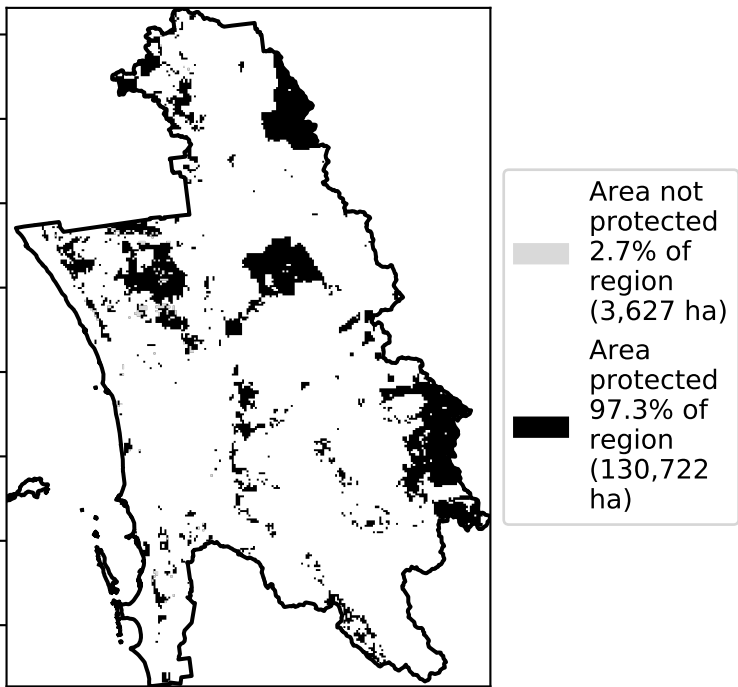 Area not
protected
2.7% of
region
(3,627 ha)
Area
protected
97.3% of
region
(130,722
ha)